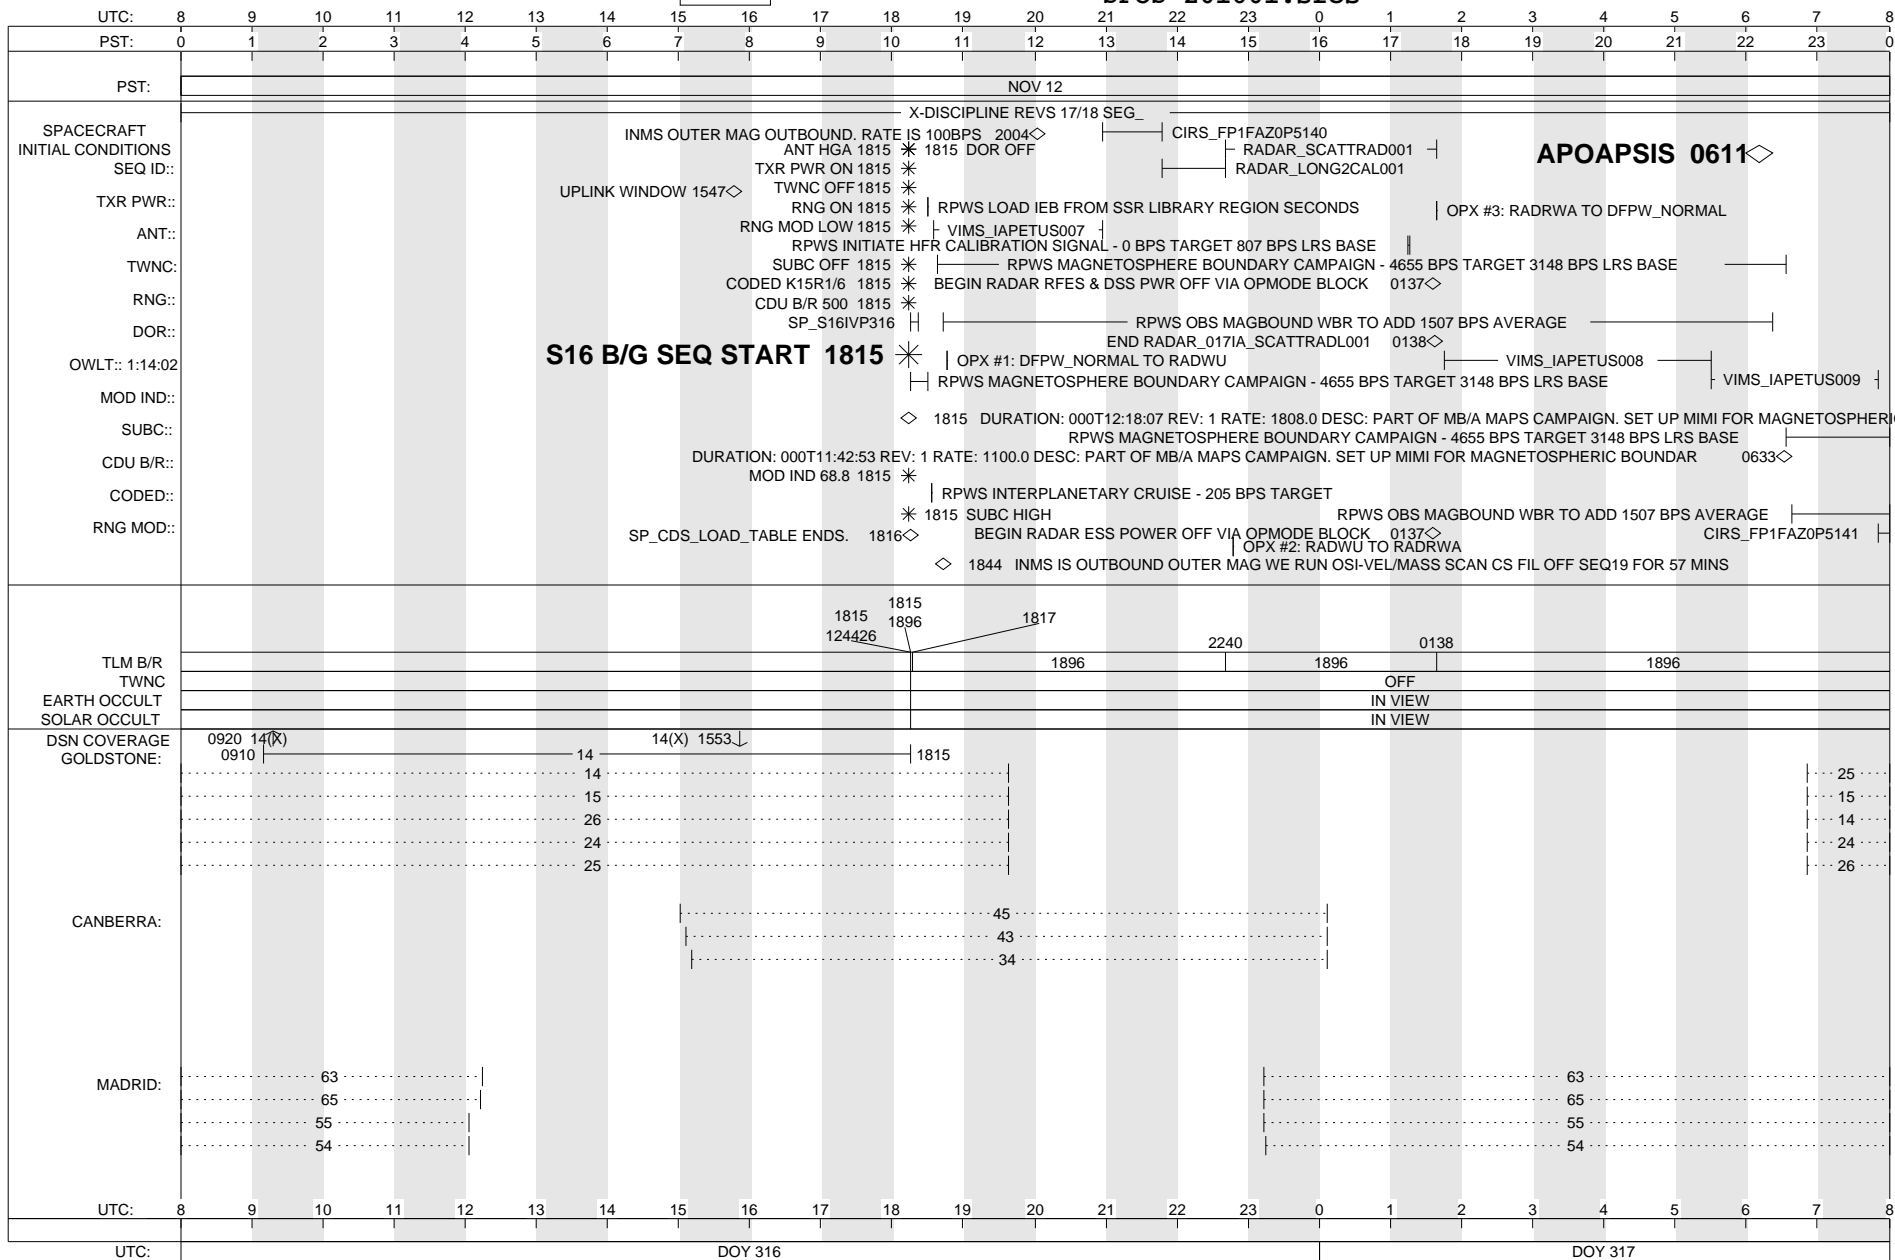 UTC: 8 9 10 11 12 13 14 15 16 17 18 19 20 21 22 23 0 1 2 3 4 5 6 7 8
PST: 0 1 2 3 4 5 6 7 8 9 10 11 12 13 14 15 16 17 18 19 20 21 22 23 0
PST: NOV 12
X-DISCIPLINE REVS 17/18 SEG_
SPACECRAFT
INITIAL CONDITIONS
SEQ ID::
TXR PWR::
ANT::
TWNC:
RNG::
DOR::
OWLT:: 1:14:02
MOD IND::
SUBC::
CDU B/R::
CODED::
RNG MOD::
INMS OUTER MAG OUTBOUND. RATE IS 100BPS 2004 CIRS_FP1FAZ0P5140
ANT HGA 1815 1815 DOR OFF RADAR_SCATTRAD001 APOAPSIS 0611
TXR PWR ON 1815 RADAR_LONG2CAL001
UPLINK WINDOW 1547 TWNC OFF 1815
RNG ON 1815 RPWS LOAD IEB FROM SSR LIBRARY REGION SECONDS OPX #3: RADRWA TO DFPW_NORMAL
RNG MOD LOW 1815 VIMS_IAPETUS007
RPWS INITIATE HFR CALIBRATION SIGNAL - 0 BPS TARGET 807 BPS LRS BASE
SUBC OFF 1815 RPWS MAGNETOSPHERE BOUNDARY CAMPAIGN - 4655 BPS TARGET 3148 BPS LRS BASE
CODED K15R1/6 1815 BEGIN RADAR RFES & DSS PWR OFF VIA OPMODE BLOCK 0137
CDU B/R 500 1815
SP_S16IVP316 RPWS OBS MAGBOUND WBR TO ADD 1507 BPS AVERAGE
END RADAR_017IA_SCATTRADL001 0138
S16 B/G SEQ START 1815 OPX #1: DFPW_NORMAL TO RADWU VIMS_IAPETUS008
RPWS MAGNETOSPHERE BOUNDARY CAMPAIGN - 4655 BPS TARGET 3148 BPS LRS BASE VIMS_IAPETUS009
1815 DURATION: 000T12:18:07 REV: 1 RATE: 1808.0 DESC: PART OF MB/A MAPS CAMPAIGN. SET UP MIMI FOR MAGNETOSPHERI
RPWS MAGNETOSPHERE BOUNDARY CAMPAIGN - 4655 BPS TARGET 3148 BPS LRS BASE
DURATION: 000T11:42:53 REV: 1 RATE: 1100.0 DESC: PART OF MB/A MAPS CAMPAIGN. SET UP MIMI FOR MAGNETOSPHERIC BOUNDAR 0633
MOD IND 68.8 1815
RPWS INTERPLANETARY CRUISE - 205 BPS TARGET
1815 SUBC HIGH RPWS OBS MAGBOUND WBR TO ADD 1507 BPS AVERAGE
SP_CDS_LOAD_TABLE ENDS. 1816 BEGIN RADAR ESS POWER OFF VIA OPMODE BLOCK 0137 CIRS_FP1FAZ0P5141
OPX #2: RADWU TO RADRWA
1844 INMS IS OUTBOUND OUTER MAG WE RUN OSI-VEL/MASS SCAN CS FIL OFF SEQ19 FOR 57 MINS
1815
1815 1896 1817
124426
2240 0138
TLM B/R 1896 1896 1896
TWNC OFF
EARTH OCCULT IN VIEW
SOLAR OCCULT IN VIEW
DSN COVERAGE 0920 14(X) 14(X) 1553
GOLDSTONE: 0910 14 1815
14 25
15 15
26 14
24 24
25 26
CANBERRA: 45
43
34
MADRID: 63 63
65 65
55 55
54 54
UTC: 8 9 10 11 12 13 14 15 16 17 18 19 20 21 22 23 0 1 2 3 4 5 6 7 8
UTC: DOY 316 DOY 317